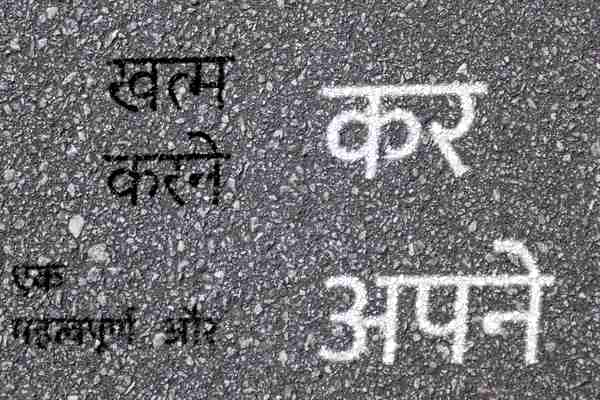 खत्म
करने
कर
अपने
एक
महत्वपूर्ण और